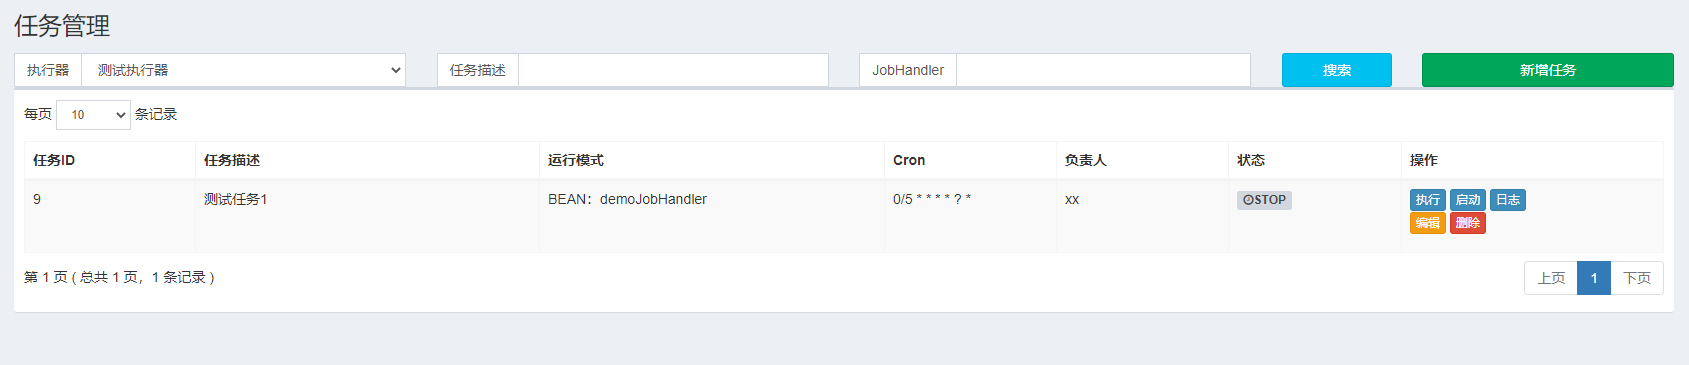 任务管理
执行器 测试执行器 任务描述 JobHandler 搜索 新增任务
每页 10 条记录
任务ID 任务描述 运行模式 Cron 负责人 状态 操作
9 测试任务1 BEAN：demoJobHandler 0/5 * * * * ? * xx STOP 执行 启动 日志
编辑 删除
第 1 页 ( 总共 1 页，1 条记录 ) 上页 1 下页